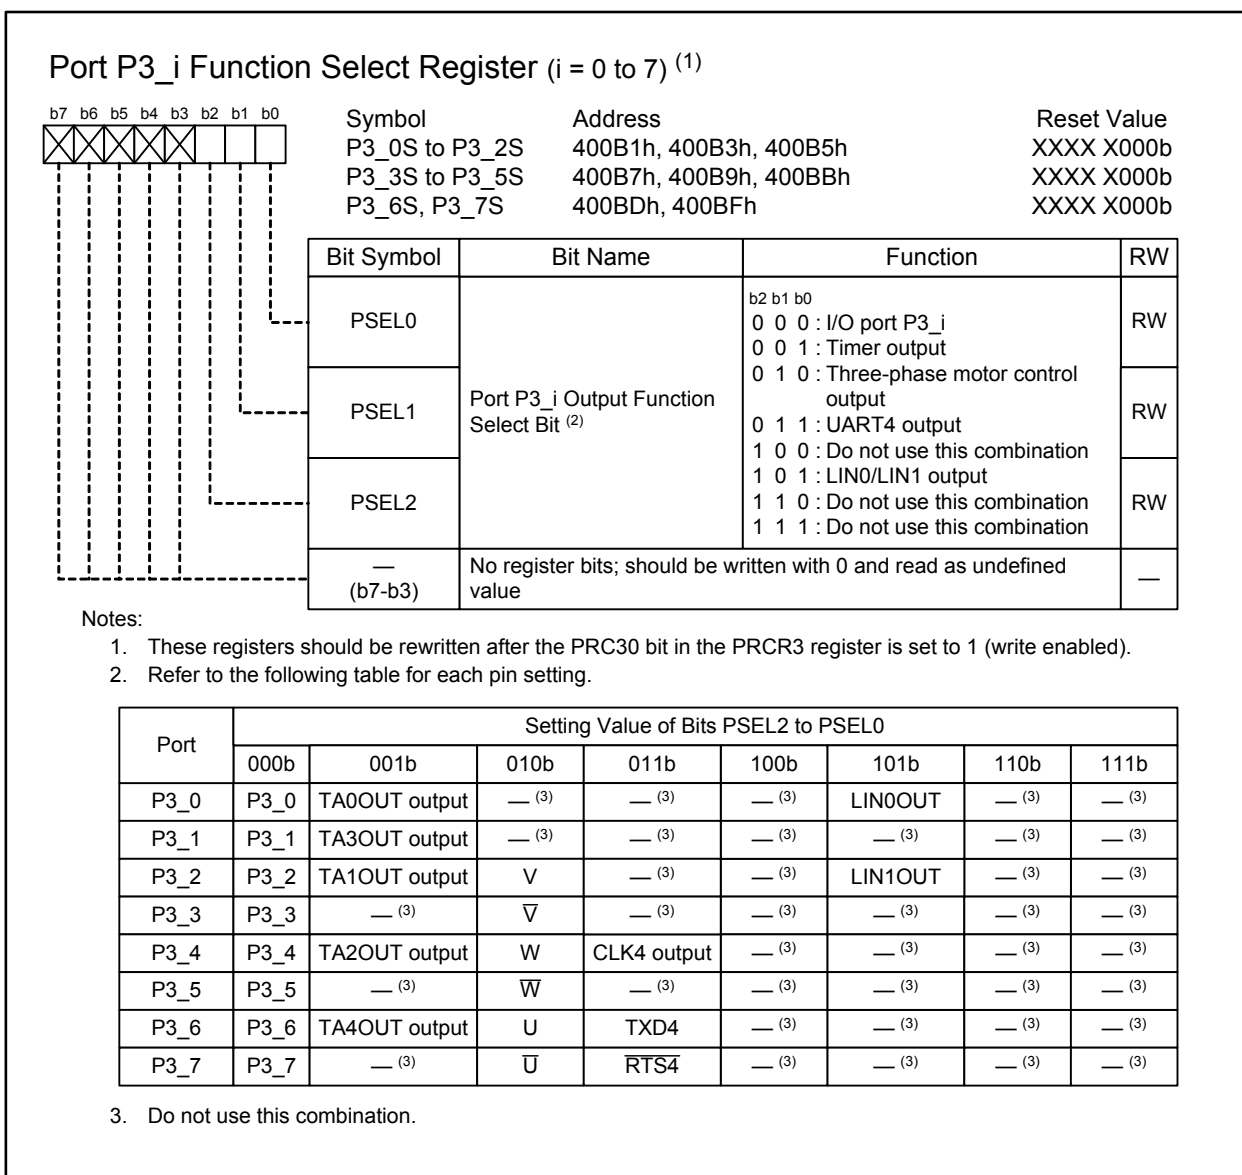 Port P3_i Function Select Register (i = 0 to 7) (1)
b7 b6 b5 b4 b3 b2 b1 b0
Symbol Address Reset Value
P3_0S to P3_2S 400B1h, 400B3h, 400B5h XXXX X000b
P3_3S to P3_5S 400B7h, 400B9h, 400BBh XXXX X000b
P3_6S, P3_7S 400BDh, 400BFh XXXX X000b
Bit Symbol Bit Name Function RW
PSEL0 RW
PSEL1 RW
PSEL2 RW
Port P3_i Output Function
Select Bit (2)
b2 b1 b0
0 0 0 : I/O port P3_i
0 0 1 : Timer output
0 1 0 : Three-phase motor control
output
0 1 1 : UART4 output
1 0 0 : Do not use this combination
1 0 1 : LIN0/LIN1 output
1 1 0 : Do not use this combination
1 1 1 : Do not use this combination
—
(b7-b3)
No register bits; should be written with 0 and read as undefined
value
—
Notes:
1. These registers should be rewritten after the PRC30 bit in the PRCR3 register is set to 1 (write enabled).
2. Refer to the following table for each pin setting.
Port Setting Value of Bits PSEL2 to PSEL0
000b 001b 010b 011b 100b 101b 110b 111b
P3_0 P3_0 TA0OUT output — (3) — (3) — (3) LIN0OUT — (3) — (3)
P3_1 P3_1 TA3OUT output — (3) — (3) — (3) — (3) — (3) — (3)
P3_2 P3_2 TA1OUT output V — (3) — (3) LIN1OUT — (3) — (3)
P3_3 P3_3 — (3) V̅ — (3) — (3) — (3) — (3) — (3)
P3_4 P3_4 TA2OUT output W CLK4 output — (3) — (3) — (3) — (3)
P3_5 P3_5 — (3) W̅ — (3) — (3) — (3) — (3) — (3)
P3_6 P3_6 TA4OUT output U TXD4 — (3) — (3) — (3) — (3)
P3_7 P3_7 — (3) U̅ R̅T̅S̅4̅ — (3) — (3) — (3) — (3)
3. Do not use this combination.